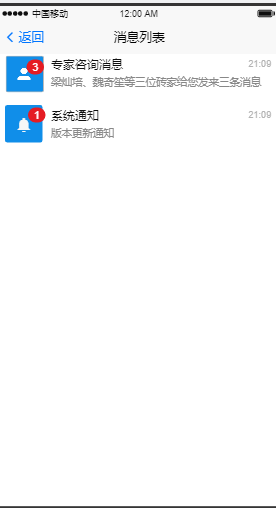 中国移动 12:00 AM
返回 消息列表
3 专家咨询消息 21:09
梁灿培、魏寄笙等三位砖家给您发来三条消息
1 系统通知 21:09
版本更新通知